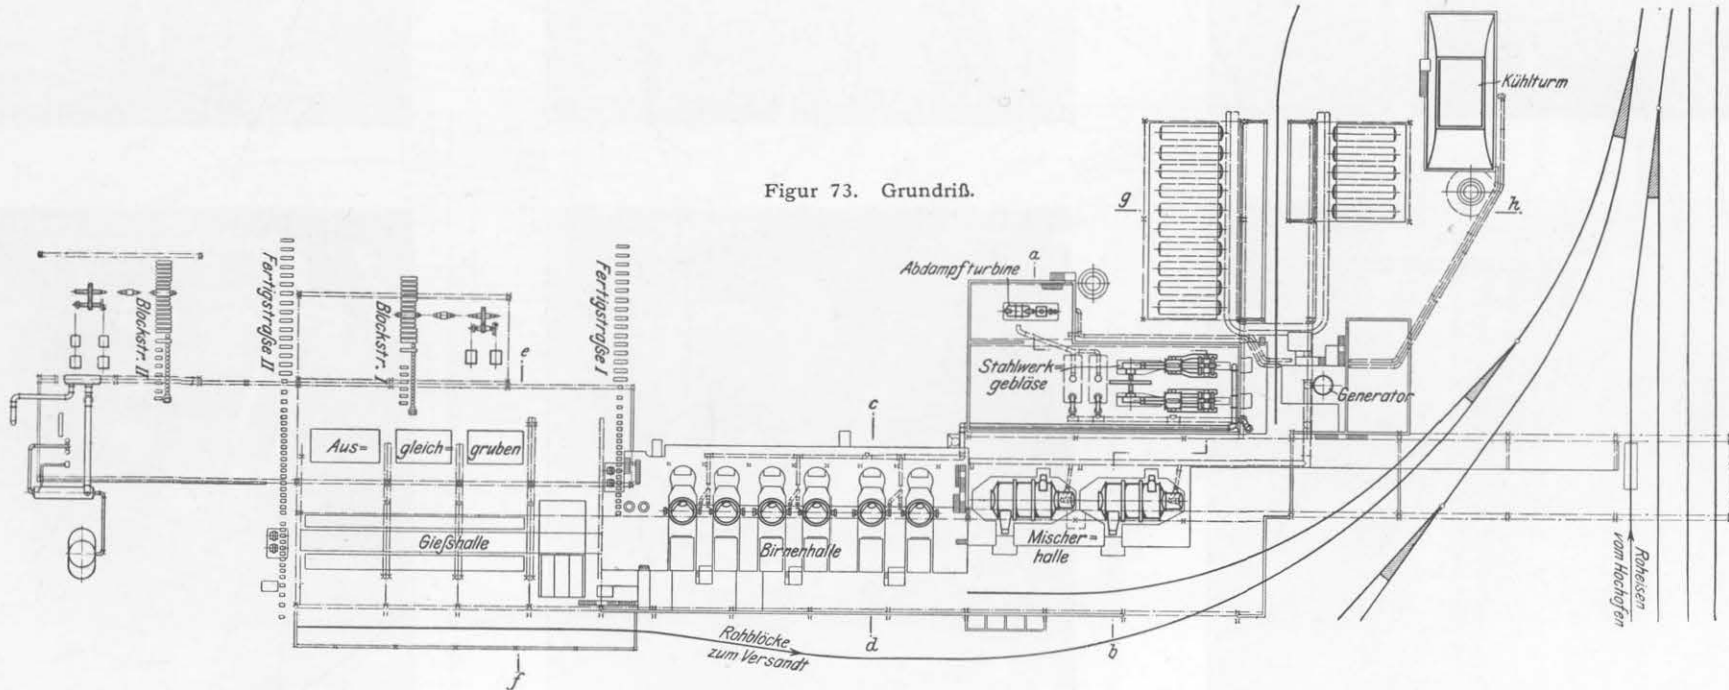 Figur 73. Grundriß.
Kühlturm
g
h.
a
Abdampfturbine
Fertigstraße II
Blockstr. II
Blockstr. I
Fertigstraße I
e
Stahlwerk=
gebläse
Generator
c
Aus=
gleich=
gruben
Gießhalle
Birnenhalle
Mischer=
halle
Roheisen
vom Hochofen
Rohblöcke
zum Versandt
d
b
f